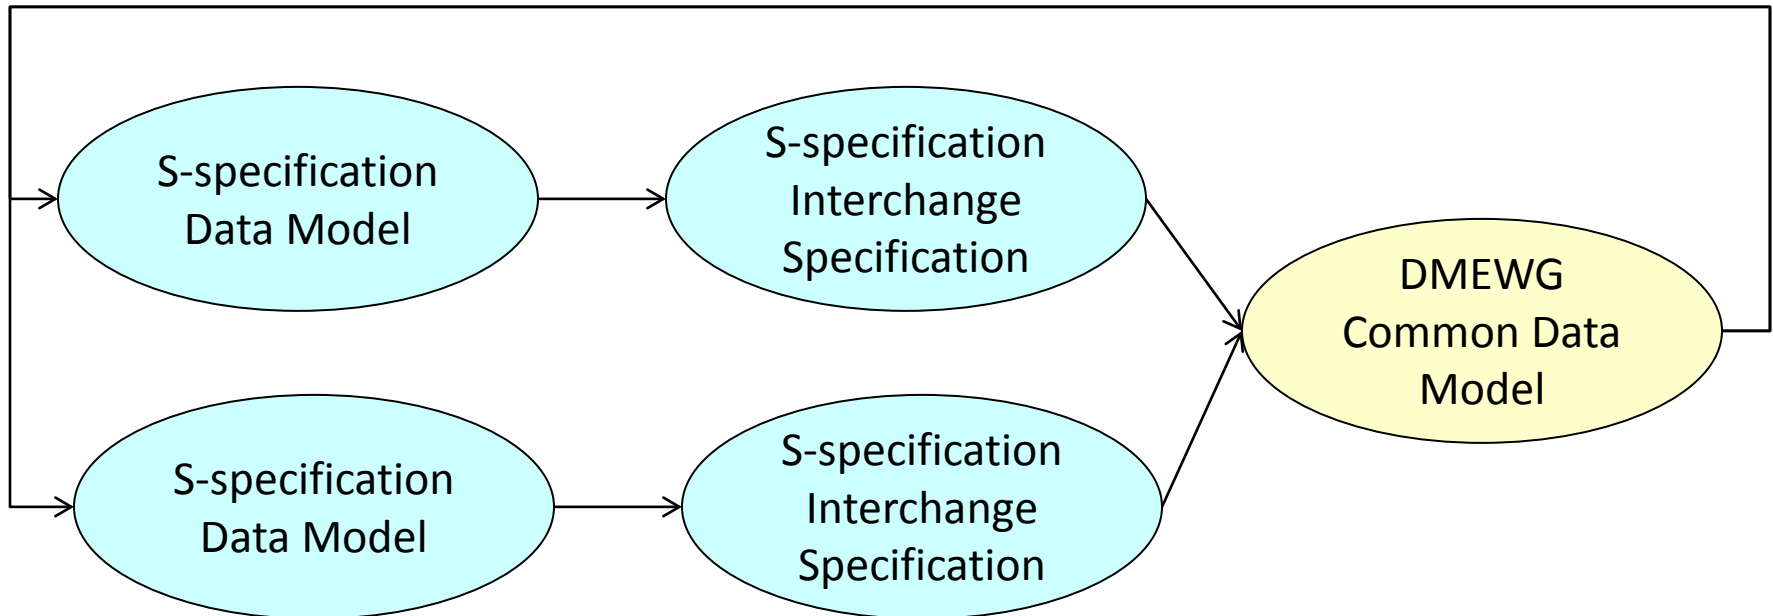 S-specification
Data Model
S-specification
Interchange
Specification
DMEWG
Common Data
Model
S-specification
Data Model
S-specification
Interchange
Specification